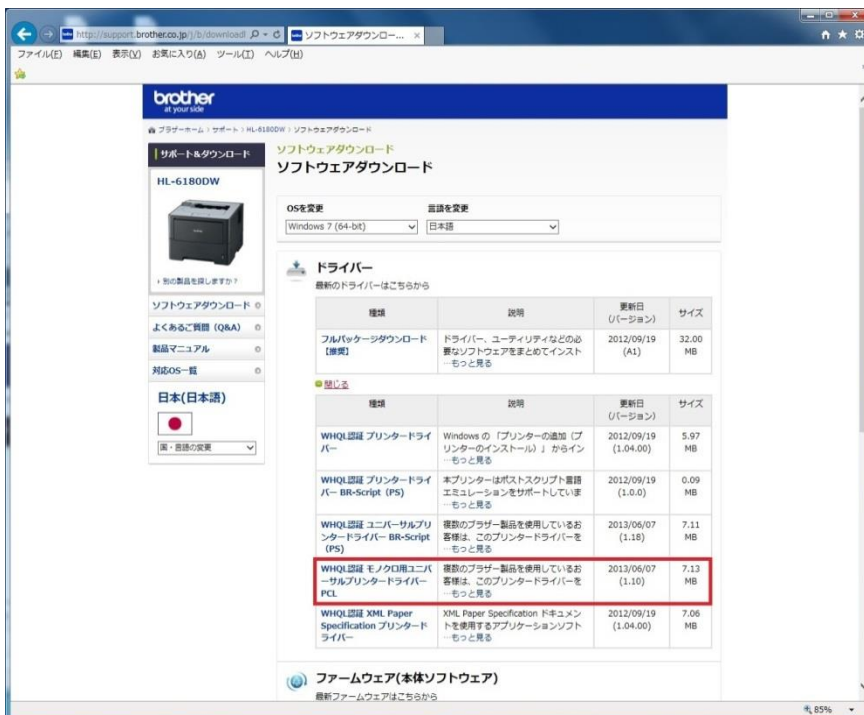 http://support.brother.co.jp/j/b/downloadl
ソフトウェアダウンロー...
ファイル(F) 編集(E) 表示(V) お気に入り(A) ツール(T) ヘルプ(H)
brother
at your side
ブラザーホーム > サポート > HL-6180DW > ソフトウェアダウンロード
サポート&ダウンロード
HL-6180DW
別の製品を探しますか?
ソフトウェアダウンロード
よくあるご質問 (Q&A)
製品マニュアル
対応OS一覧
日本(日本語)
国・言語の変更
ソフトウェアダウンロード
ソフトウェアダウンロード
OSを変更 言語を変更
Windows 7 (64-bit) 日本語
ドライバー
最新のドライバーはこちらから
種類 説明 更新日 サイズ
(バージョン)
フルパッケージダウンロード ドライバー、ユーティリティなどの必 2012/09/19 32.00
【推奨】 要なソフトウェアをまとめてインスト (A1) MB
…もっと見る
閉じる
種類 説明 更新日 サイズ
(バージョン)
WHQL認証 プリンタードライ Windows の 「プリンターの追加（プ 2012/09/19 5.97
バー リンターのインストール）」 からイン (1.04.00) MB
…もっと見る
WHQL認証 プリンタードライ 本プリンターはポストスクリプト言語 2012/09/19 0.09
バー BR-Script（PS） エミュレーションをサポートしていま (1.0.0) MB
…もっと見る
WHQL認証 ユニバーサルプリ 複数のブラザー製品を使用しているお 2013/06/07 7.11
ンタードライバー BR-Script 客様は、このプリンタードライバーを (1.18) MB
（PS） …もっと見る
WHQL認証 モノクロ用ユニバ 複数のブラザー製品を使用しているお 2013/06/07 7.13
ーサルプリンタードライバー 客様は、このプリンタードライバーを (1.10) MB
PCL …もっと見る
WHQL認証 XML Paper XML Paper Specification ドキュメン 2012/09/19 7.06
Specification プリンタード トを使用するアプリケーションソフト (1.04.00) MB
ライバー …もっと見る
ファームウェア(本体ソフトウェア)
最新ファームウェアはこちらから
85%